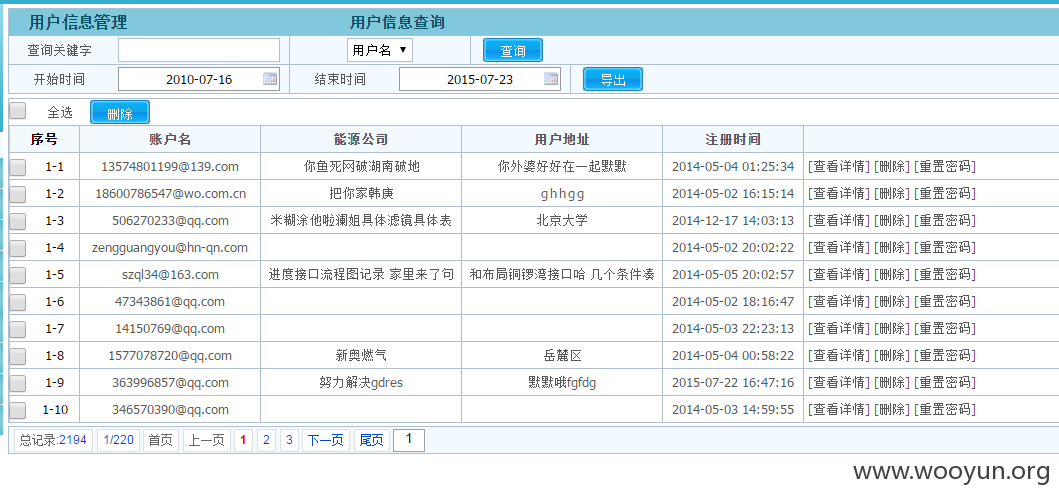 用户信息管理 用户信息查询
查询关键字 用户名 查询
开始时间 2010-07-16 结束时间 2015-07-23 导出
全选 删除
序号 账户名 能源公司 用户地址 注册时间
1-1 13574801199@139.com 你鱼死网破湖南破地 你外婆好好在一起默默 2014-05-04 01:25:34 [查看详情] [删除] [重置密码]
1-2 18600786547@wo.com.cn 把你家韩庚 ghhgg 2014-05-02 16:15:14 [查看详情] [删除] [重置密码]
1-3 506270233@qq.com 米糊涂他啦澜姐具体滤镜具体表 北京大学 2014-12-17 14:03:13 [查看详情] [删除] [重置密码]
1-4 zengguangyou@hn-qn.com 2014-05-02 20:02:22 [查看详情] [删除] [重置密码]
1-5 szql34@163.com 进度接口流程图记录 家里来了句 和布局铜锣湾接口哈 几个条件凑 2014-05-05 20:02:57 [查看详情] [删除] [重置密码]
1-6 47343861@qq.com 2014-05-02 18:16:47 [查看详情] [删除] [重置密码]
1-7 14150769@qq.com 2014-05-03 22:23:13 [查看详情] [删除] [重置密码]
1-8 1577078720@qq.com 新奥燃气 岳麓区 2014-05-04 00:58:22 [查看详情] [删除] [重置密码]
1-9 363996857@qq.com 努力解决gdres 默默哦fgfdg 2015-07-22 16:47:16 [查看详情] [删除] [重置密码]
1-10 346570390@qq.com 2014-05-03 14:59:55 [查看详情] [删除] [重置密码]
总记录:2194 1/220 首页 上一页 1 2 3 下一页 尾页 1
www.wooyun.org